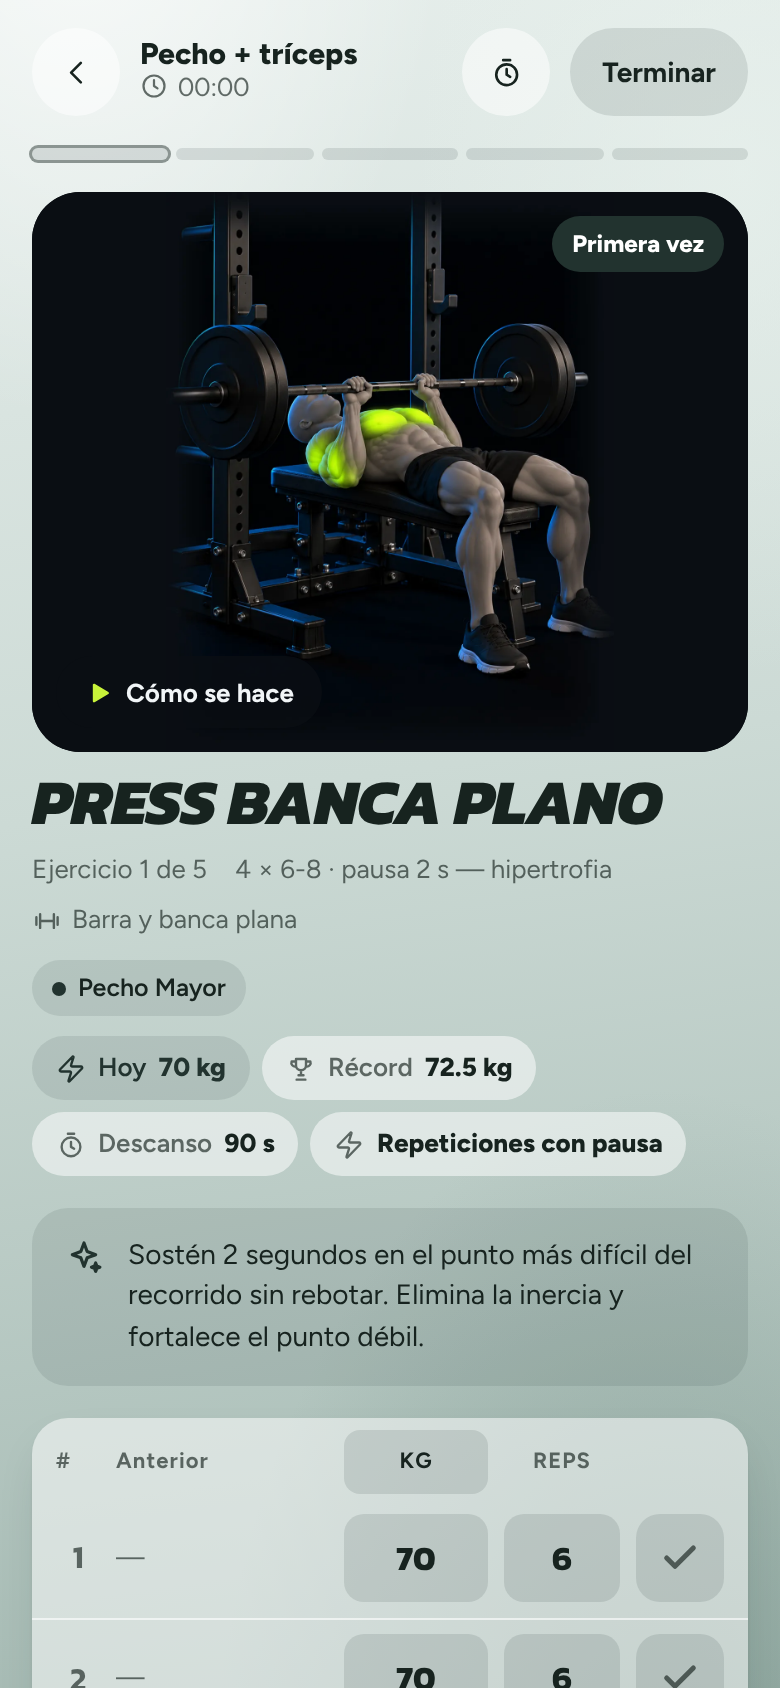 Pecho + tríceps
00:00
Terminar
Primera vez
Cómo se hace
PRESS BANCA PLANO
Ejercicio 1 de 5 4 × 6-8 · pausa 2 s — hipertrofia
Barra y banca plana
Pecho Mayor
Hoy 70 kg Récord 72.5 kg
Descanso 90 s Repeticiones con pausa
Sostén 2 segundos en el punto más difícil del
recorrido sin rebotar. Elimina la inercia y
fortalece el punto débil.
# Anterior KG REPS
1 — 70 6
2 — 70 6